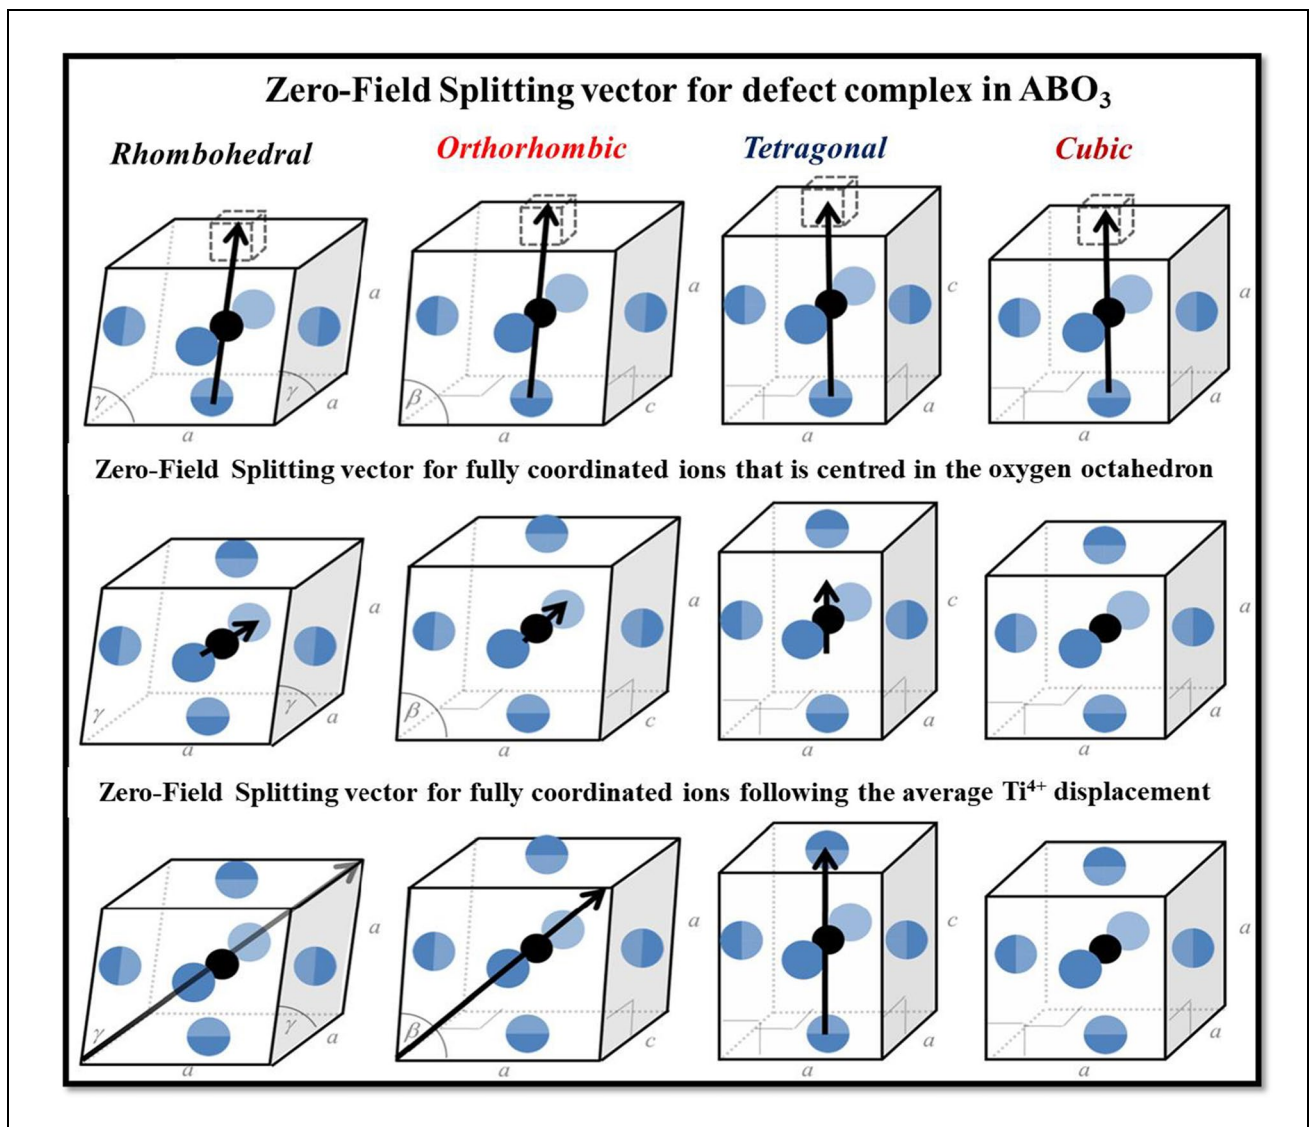 Zero-Field Splitting vector for defect complex in ABO₃
Rhombohedral Orthorhombic Tetragonal Cubic
a a c a
γ γ a β c a a
a a a a
Zero-Field Splitting vector for fully coordinated ions that is centred in the oxygen octahedron
a a c a
γ γ a β c a a
a a a a
Zero-Field Splitting vector for fully coordinated ions following the average Ti⁴⁺ displacement
a a c a
γ γ a β c a a
a a a a